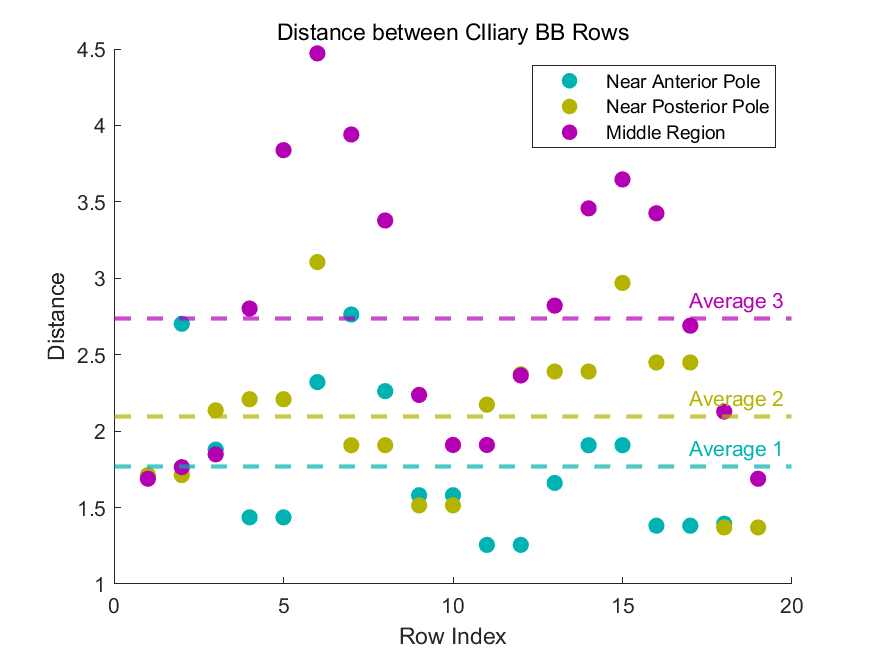 Distance between CIliary BB Rows
4.5
4
3.5
3
2.5
2
1.5
1
Distance
Near Anterior Pole
Near Posterior Pole
Middle Region
Average 3
Average 2
Average 1
0
5
10
15
20
Row Index